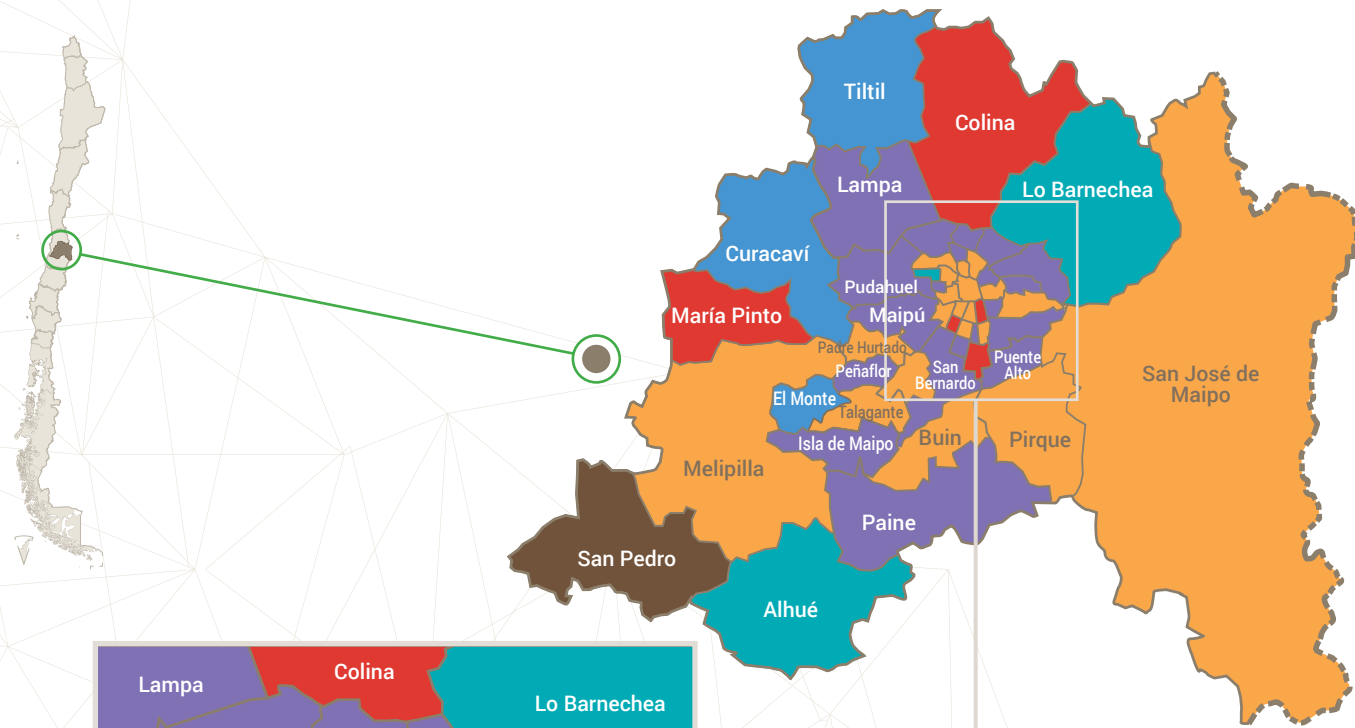 Tiltil
Colina
Lampa
Lo Barnechea
Curacaví
Pudahuel
María Pinto
Maipú
Padre Hurtado
Peñaflor
San
Bernardo
Puente
Alto
San José de
Maipo
El Monte
Talagante
Isla de Maipo
Buin
Pirque
Melipilla
Paine
San Pedro
Alhué
Lampa
Colina
Lo Barnechea